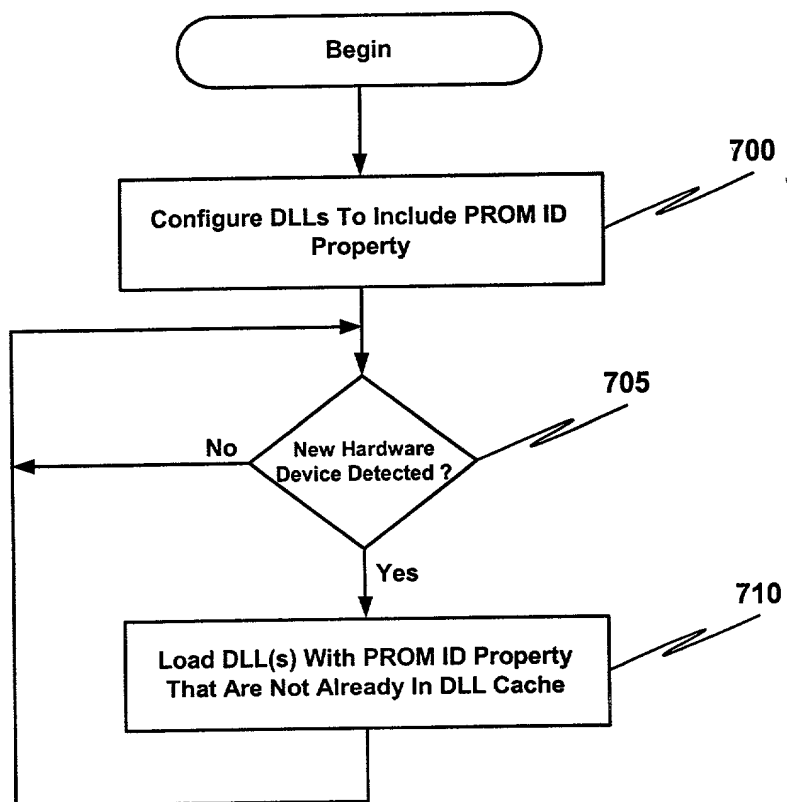 Begin
700
Configure DLLs To Include PROM ID
Property
705
No
New Hardware
Device Detected ?
Yes
710
Load DLL(s) With PROM ID Property
That Are Not Already In DLL Cache